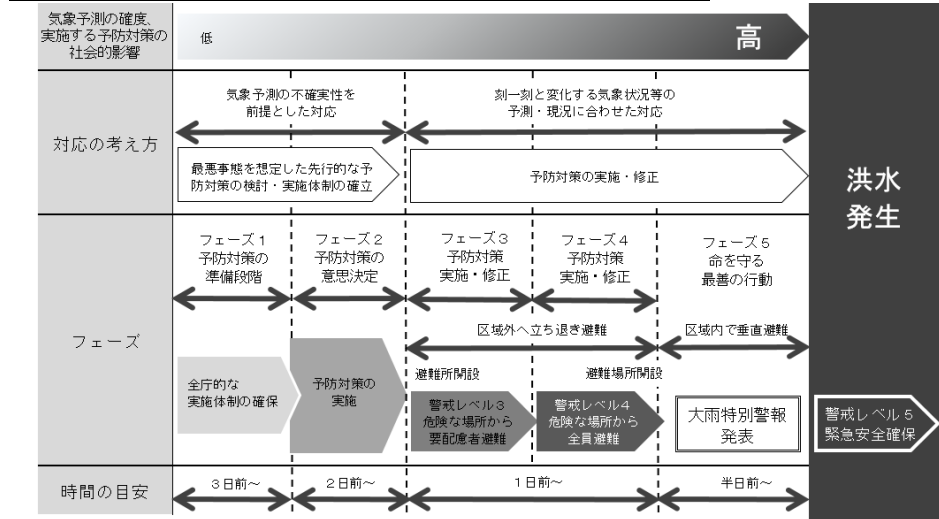 気象予測の確度、
実施する予防対策の
社会的影響
低
高
対応の考え方
気象予測の不確実性を
前提とした対応
刻一刻と変化する気象状況等の
予測・現況に合わせた対応
最悪事態を想定した先行的な予
防対策の検討・実施体制の確立
予防対策の実施・修正
洪水
発生
フェーズ
フェーズ1
予防対策の
準備段階
フェーズ2
予防対策の
意思決定
フェーズ3
予防対策
実施・修正
フェーズ4
予防対策
実施・修正
フェーズ5
命を守る
最善の行動
区域外へ立ち退き避難
区域内で垂直避難
全庁的な
実施体制の確保
予防対策の
実施
避難所開設
避難場所開設
警戒レベル3
危険な場所から
要配慮者避難
警戒レベル4
危険な場所から
全員避難
大雨特別警報
発表
警戒レベル5
緊急安全確保
時間の目安
3日前～
2日前～
1日前～
半日前～